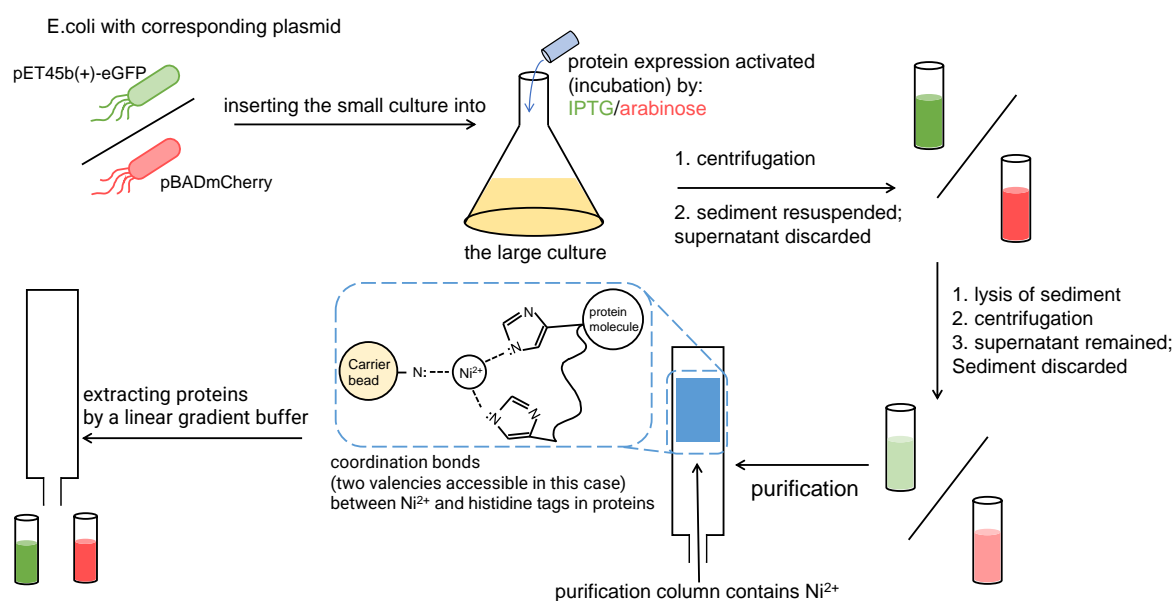 E.coli with corresponding plasmid
pET45b(+)-eGFP
pBADmCherry
inserting the small culture into
protein expression activated
(incubation) by:
IPTG/arabinose
the large culture
1. centrifugation
2. sediment resuspended;
supernatant discarded
1. lysis of sediment
2. centrifugation
3. supernatant remained;
Sediment discarded
purification
purification column contains Ni²⁺
Carrier
bead
N:
Ni²⁺
N
:N
:N
N
protein
molecule
coordination bonds
(two valencies accessible in this case)
between Ni²⁺ and histidine tags in proteins
extracting proteins
by a linear gradient buffer